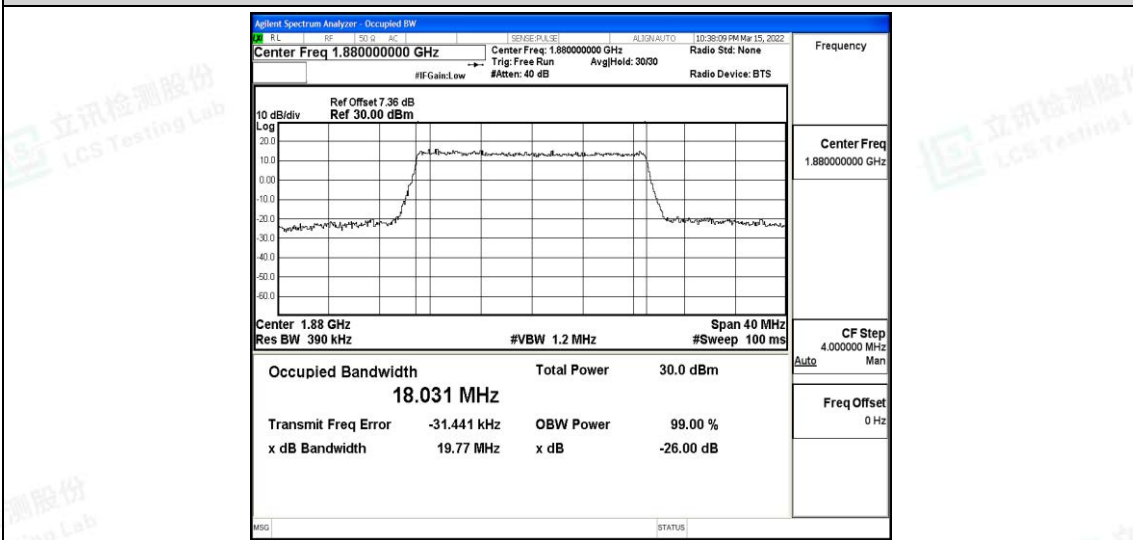 Agilent Spectrum Analyzer - Occupied BW
RL RF 50 Ω AC SENSE:PULSE ALIGN AUTO 10:38:09 PM Mar 15, 2022
Center Freq 1.880000000 GHz
Center Freq: 1.880000000 GHz
Radio Std: None
Trig: Free Run Avg|Hold: 30/30
#IFGain:Low #Atten: 40 dB Radio Device: BTS
Frequency
Ref Offset 7.36 dB
10 dB/div Ref 30.00 dBm
Log
20.0
10.0
0.00
-10.0
-20.0
-30.0
-40.0
-50.0
-60.0
Center 1.88 GHz Span 40 MHz
Res BW 390 kHz #VBW 1.2 MHz #Sweep 100 ms
Occupied Bandwidth Total Power 30.0 dBm
18.031 MHz
Transmit Freq Error -31.441 kHz OBW Power 99.00 %
x dB Bandwidth 19.77 MHz x dB -26.00 dB
MSG STATUS
Center Freq
1.880000000 GHz
CF Step
4.000000 MHz
Auto Man
Freq Offset
0 Hz
立讯检测股份
LCS Testing Lab
立讯检测股份
LCS Testing L
测股份
ing Lab